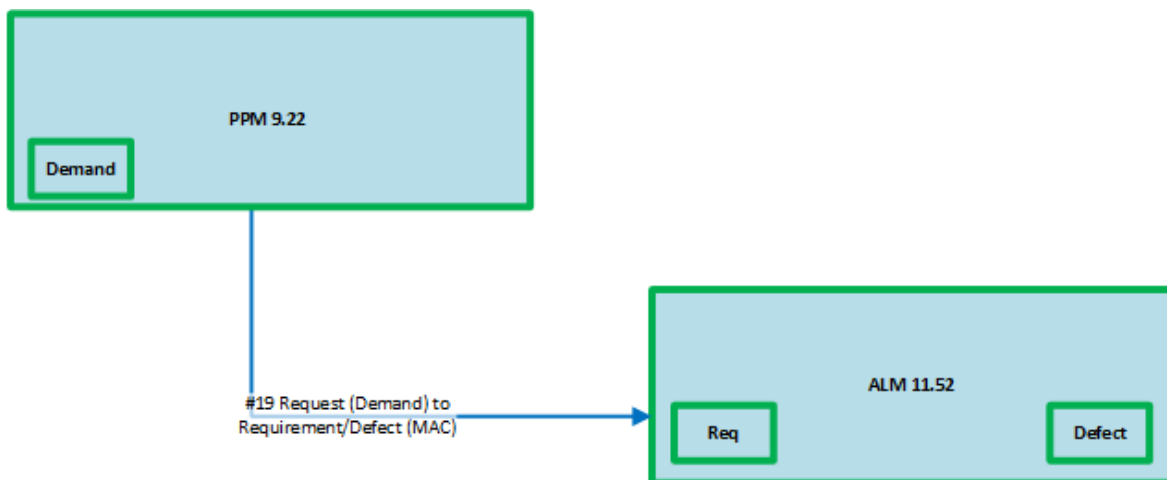 PPM 9.22
Demand
#19 Request (Demand) to
Requirement/Defect (MAC)
ALM 11.52
Req
Defect